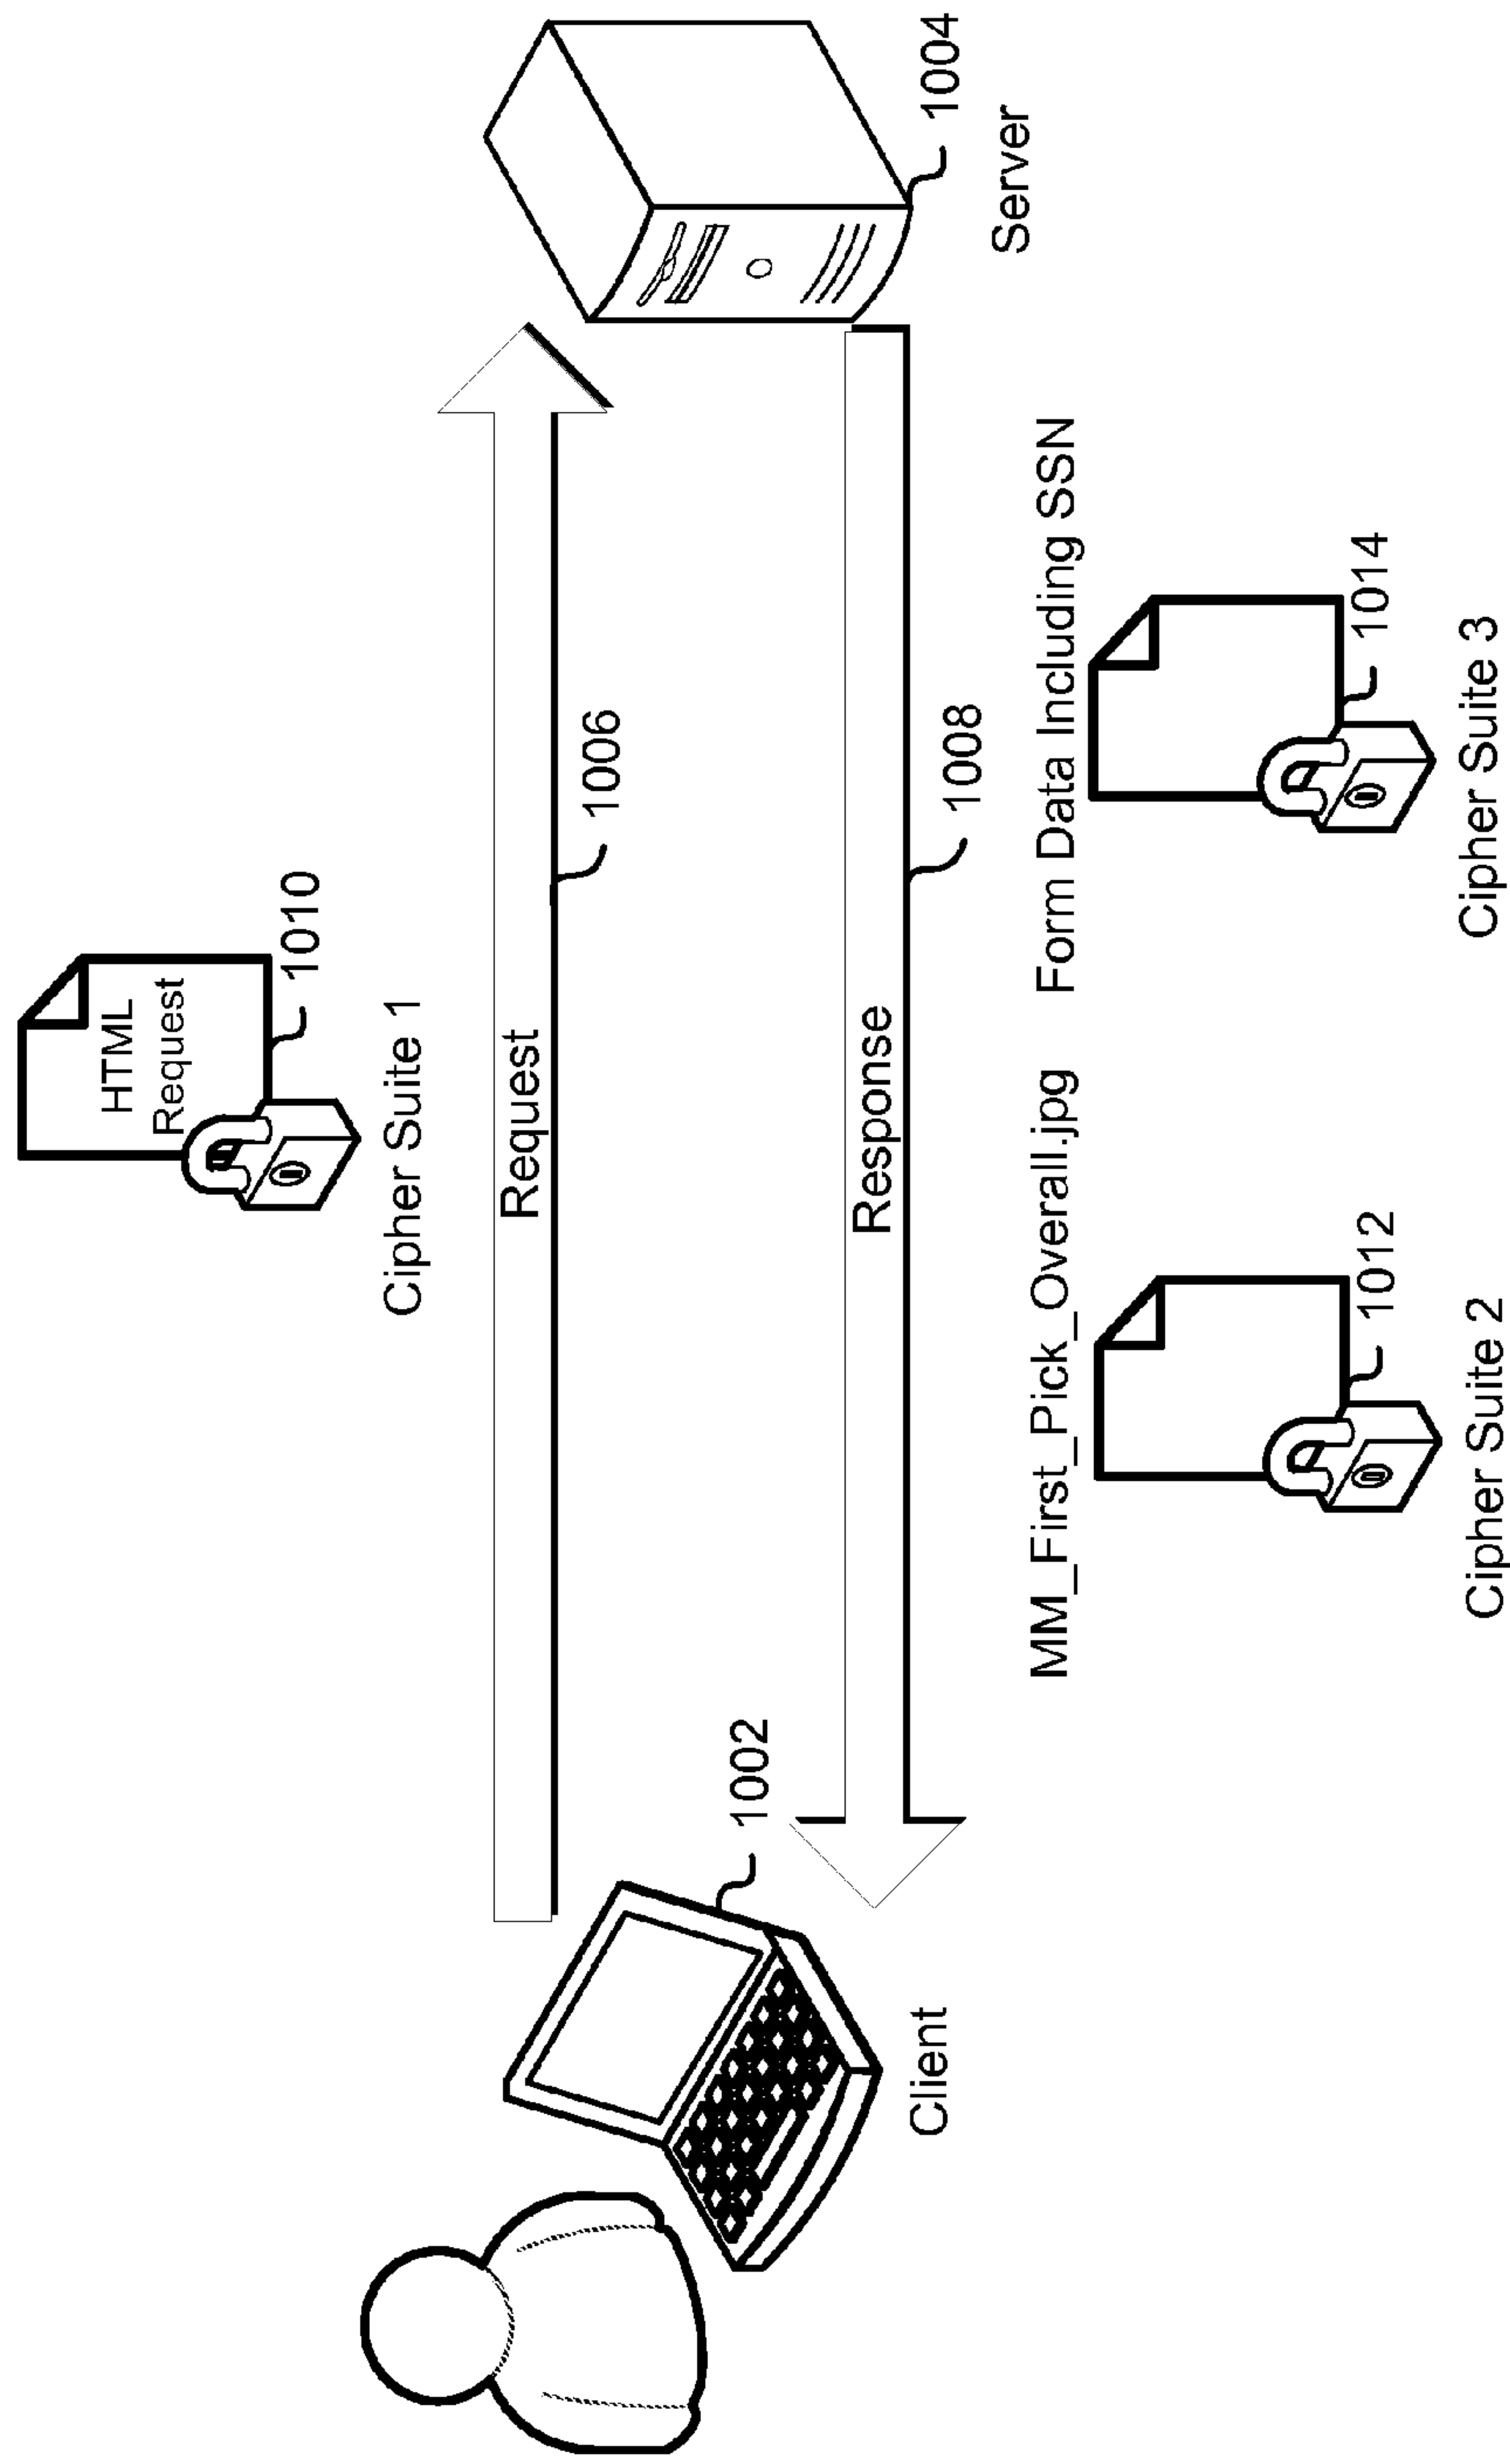 HTML
Request
1010
Cipher Suite 1
Request
1006
1002
Client
1004
Server
Response
1008
MM_First_Pick_Overall.jpg
1012
Cipher Suite 2
Form Data Including SSN
1014
Cipher Suite 3